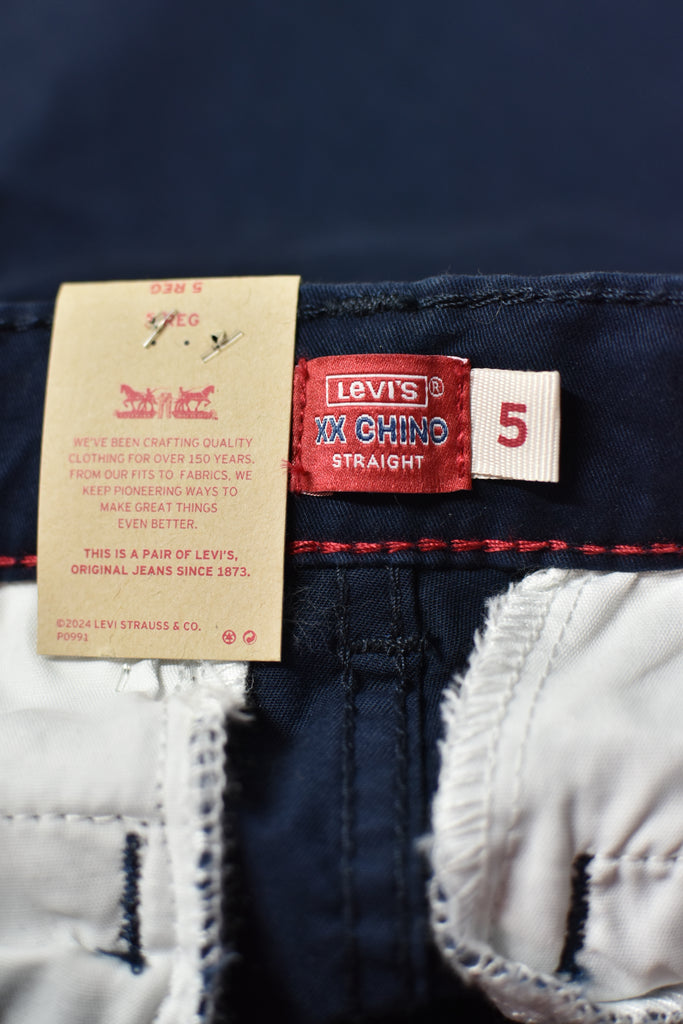 5 REG
5 REG
WE'VE BEEN CRAFTING QUALITY
CLOTHING FOR OVER 150 YEARS.
FROM OUR FITS TO FABRICS, WE
KEEP PIONEERING WAYS TO
MAKE GREAT THINGS
EVEN BETTER.
THIS IS A PAIR OF LEVI'S,
ORIGINAL JEANS SINCE 1873.
©2024 LEVI STRAUSS & CO.
P0991
LEVI'S®
XX CHINO
STRAIGHT
5